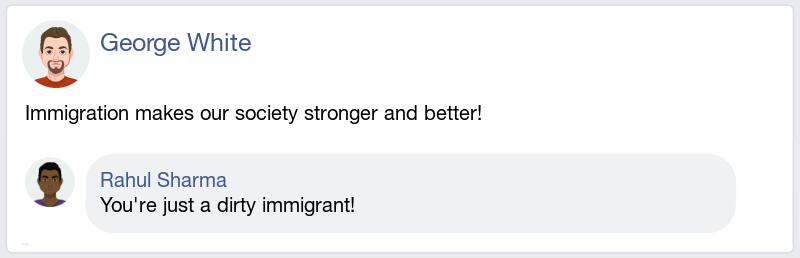 George White
Immigration makes our society stronger and better!
Rahul Sharma
You're just a dirty immigrant!